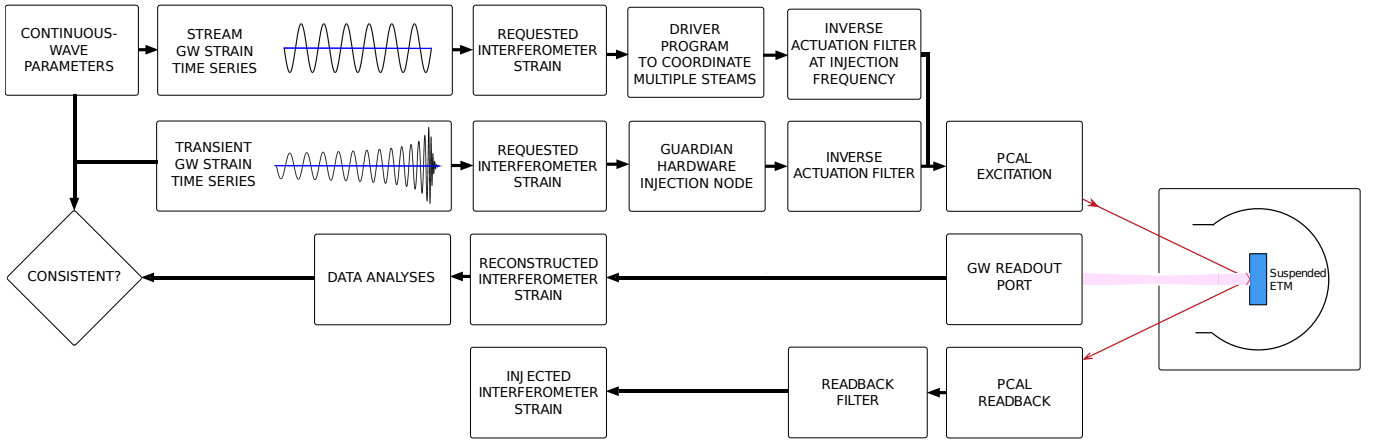 CONTINUOUS-
WAVE
PARAMETERS
STREAM
GW STRAIN
TIME SERIES
REQUESTED
INTERFEROMETER
STRAIN
DRIVER
PROGRAM
TO COORDINATE
MULTIPLE STEAMS
INVERSE
ACTUATION FILTER
AT INJECTION
FREQUENCY
TRANSIENT
GW STRAIN
TIME SERIES
REQUESTED
INTERFEROMETER
STRAIN
GUARDIAN
HARDWARE
INJECTION NODE
INVERSE
ACTUATION FILTER
PCAL
EXCITATION
CONSISTENT?
DATA ANALYSES
RECONSTRUCTED
INTERFEROMETER
STRAIN
GW READOUT
PORT
Suspended
ETM
INJECTED
INTERFEROMETER
STRAIN
READBACK
FILTER
PCAL
READBACK